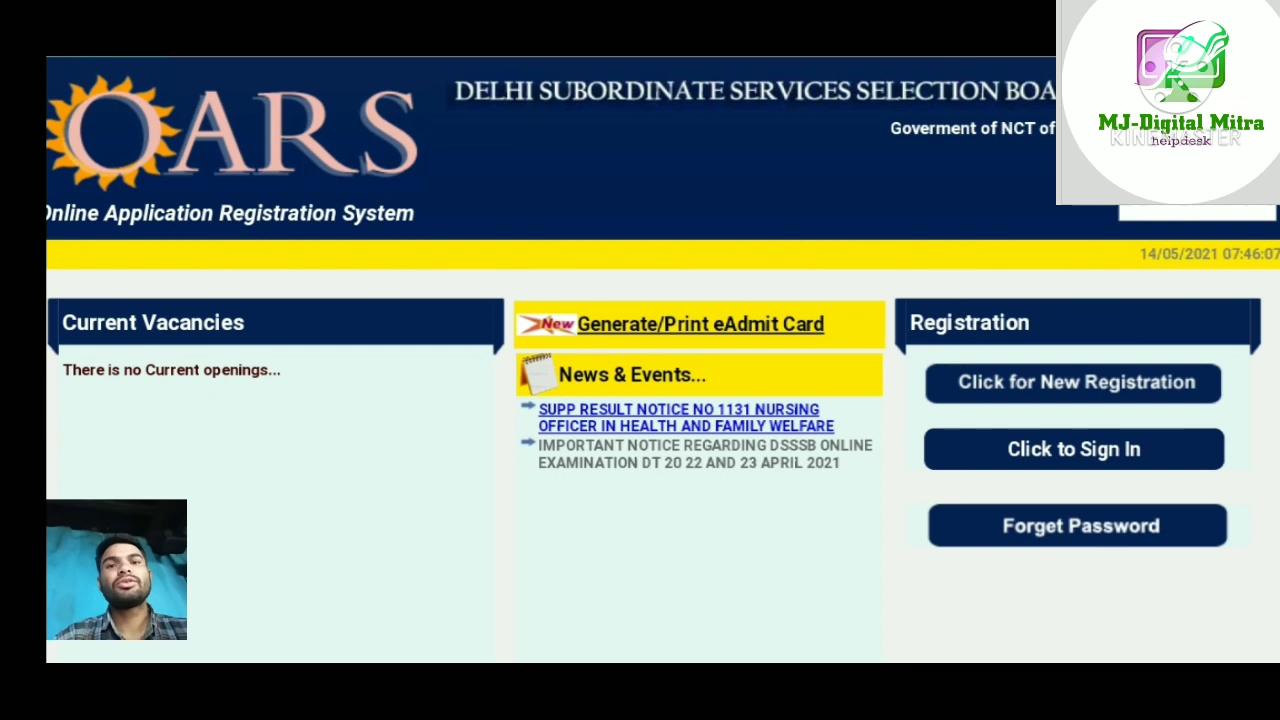 OARS
Online Application Registration System
DELHI SUBORDINATE SERVICES SELECTION BOA
Goverment of NCT of
MJ-Digital Mitra
KINEMASTER
helpdesk
14/05/2021 07:46:07
Current Vacancies
There is no Current openings...
New Generate/Print eAdmit Card
News & Events...
SUPP RESULT NOTICE NO 1131 NURSING
OFFICER IN HEALTH AND FAMILY WELFARE
IMPORTANT NOTICE REGARDING DSSSB ONLINE
EXAMINATION DT 20 22 AND 23 APRIL 2021
Registration
Click for New Registration
Click to Sign In
Forget Password